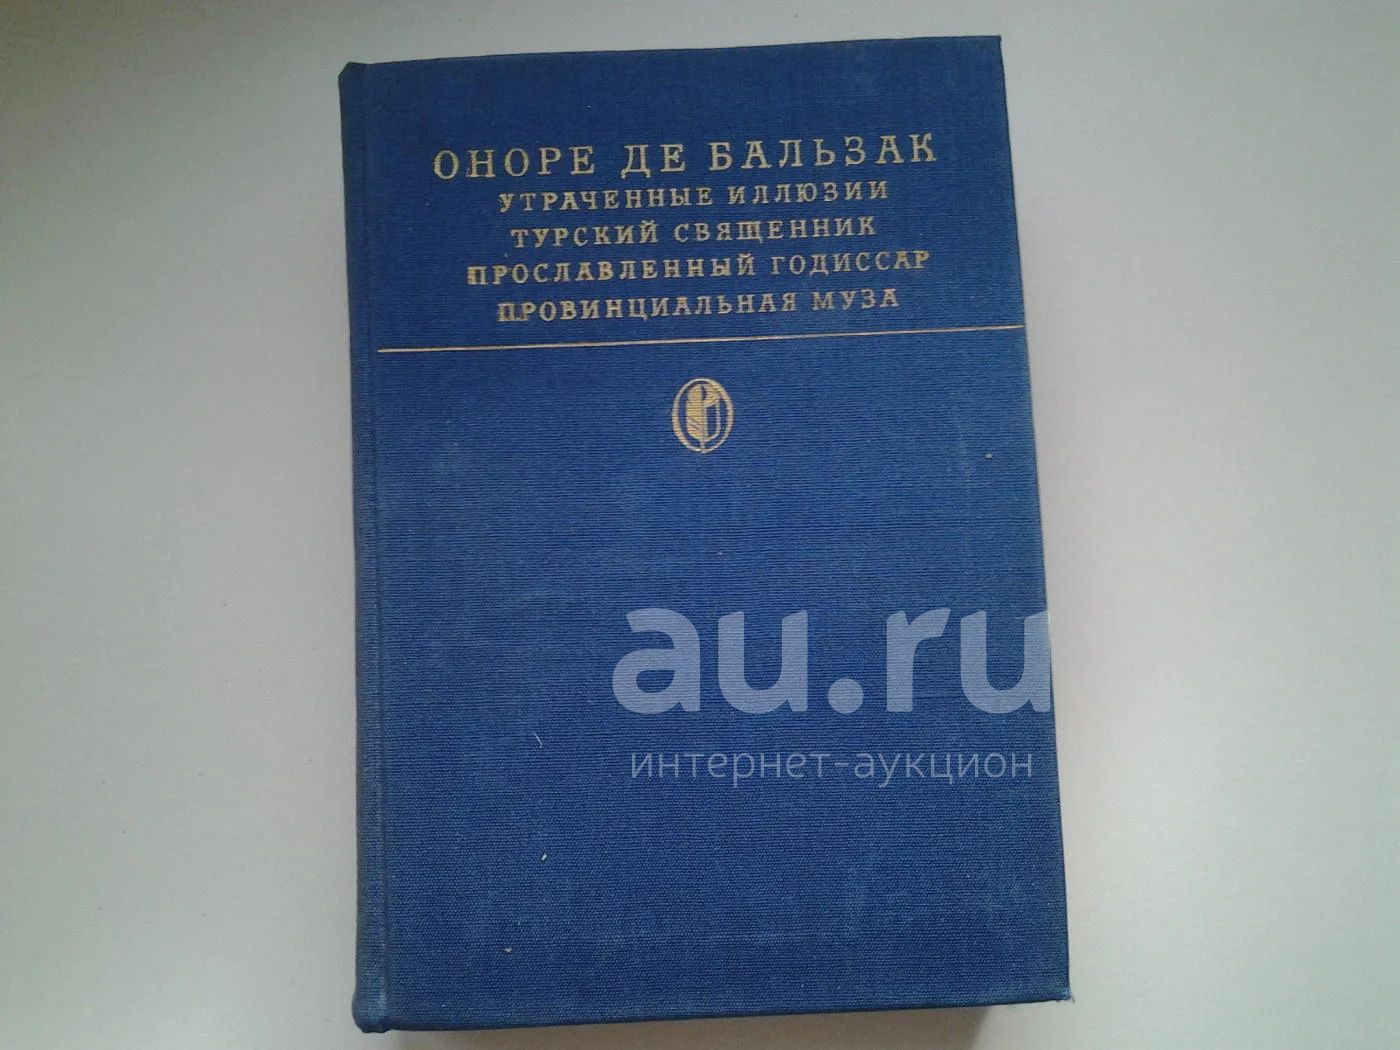 ОНОРЕ ДЕ БАЛЬЗАК
УТРАЧЕННЫЕ ИЛЛЮЗИИ
ТУРСКИЙ СВЯЩЕННИК
ПРОСЛАВЛЕННЫЙ ГОДИССАР
ПРОВИНЦИАЛЬНАЯ МУЗА
au.ru
интернет-аукцион